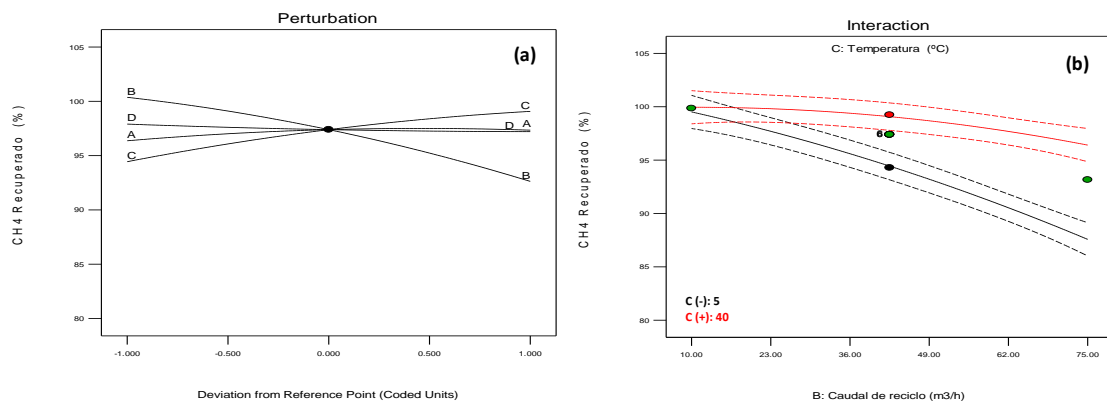 Perturbation
(a)
CH4 Recuperado (%)
105
100
95
90
85
80
B
D
A
C
C
D A
B
-1.000
-0.500
0.000
0.500
1.000
Deviation from Reference Point (Coded Units)
Interaction
C: Temperatura (ºC)
(b)
CH4 Recuperado (%)
105
100
95
90
85
80
6
C (-): 5
C (+): 40
10.00
23.00
36.00
49.00
62.00
75.00
B: Caudal de reciclo (m3/h)